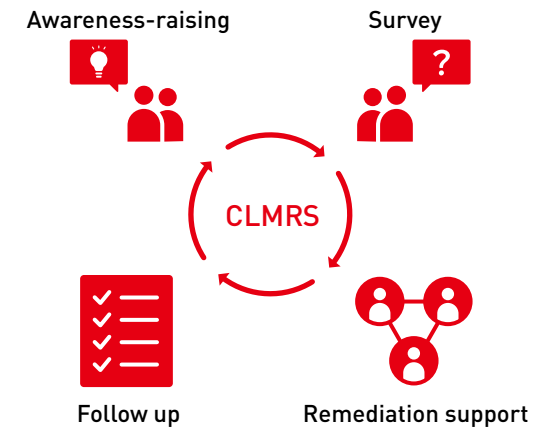 Awareness-raising
Survey
?
CLMRS
Follow up
Remediation support